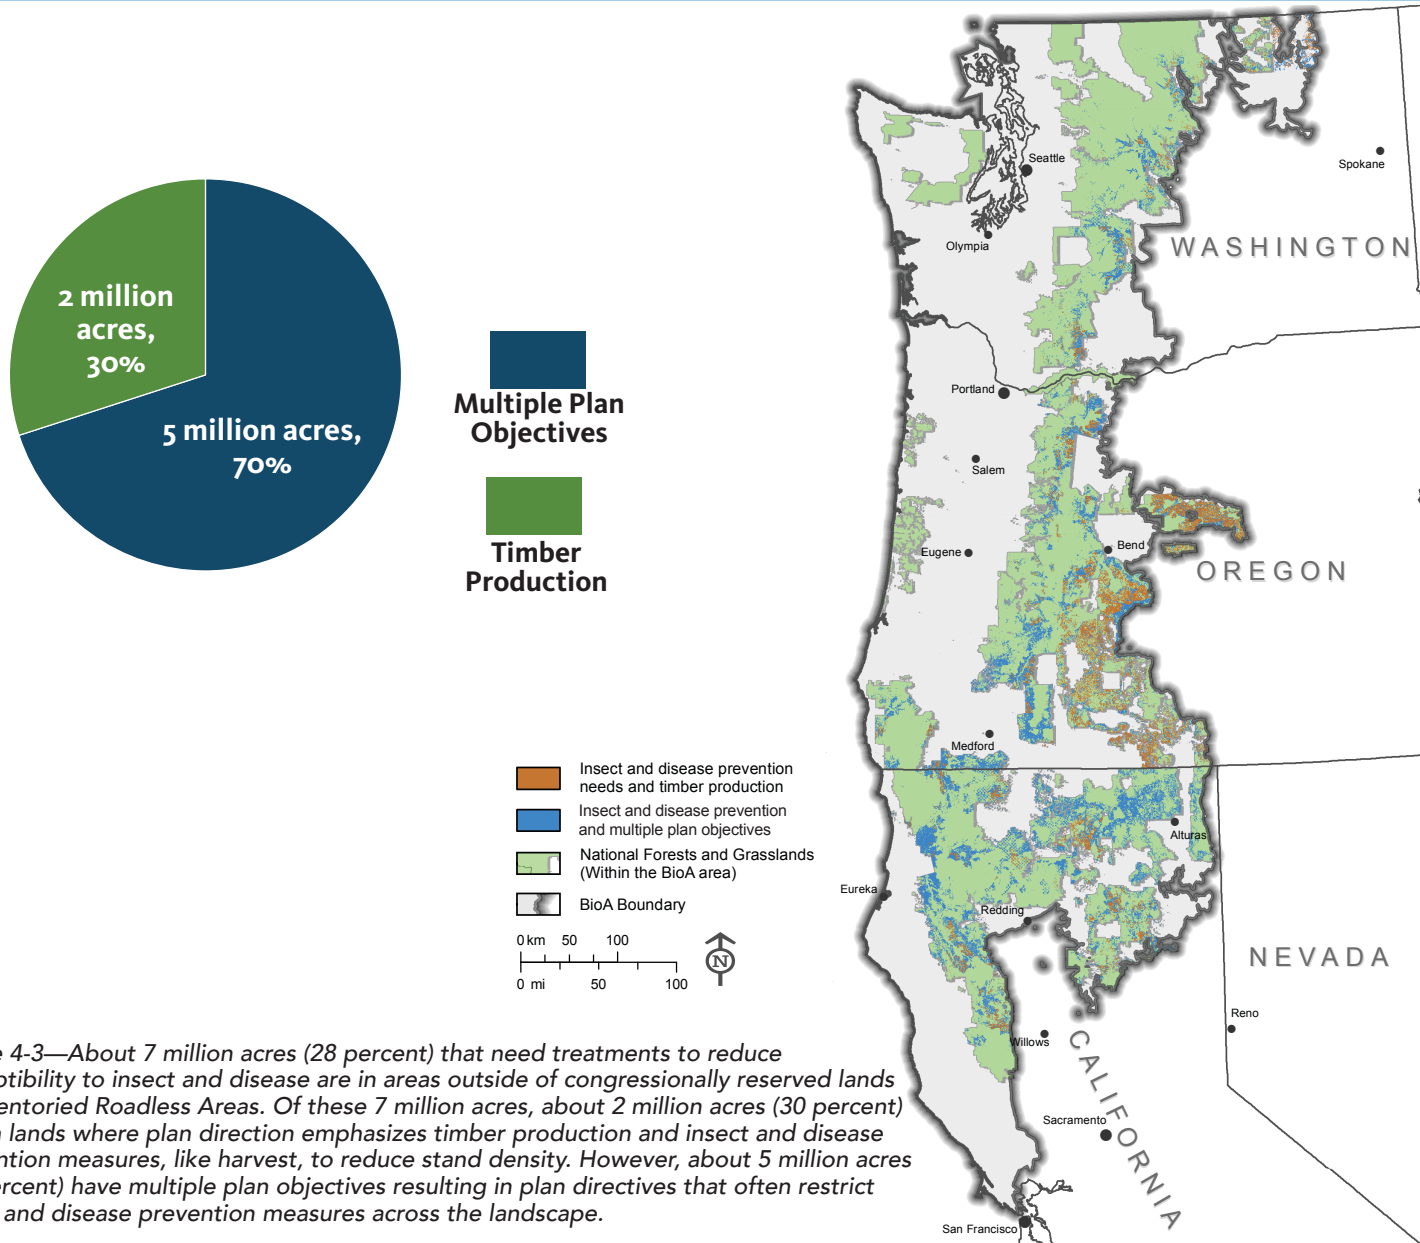 2 million
acres,
30%
5 million acres,
70%
Multiple Plan
Objectives
Timber
Production
Insect and disease prevention
needs and timber production
Insect and disease prevention
and multiple plan objectives
National Forests and Grasslands
(Within the BioA area)
BioA Boundary
0 km 50 100
0 mi 50 100
N
Seattle
Spokane
Olympia
WASHINGTON
Portland
Salem
Bend
Eugene
OREGON
Medford
Alturas
Eureka
Redding
NEVADA
Reno
Willows
CALIFORNIA
Sacramento
San Francisco
4-3—About 7 million acres (28 percent) that need treatments to reduce
to insect and disease are in areas outside of congressionally reserved lands
Roadless Areas. Of these 7 million acres, about 2 million acres (30 percent)
lands where plan direction emphasizes timber production and insect and disease
measures, like harvest, to reduce stand density. However, about 5 million acres
have multiple plan objectives resulting in plan directives that often restrict
and disease prevention measures across the landscape.